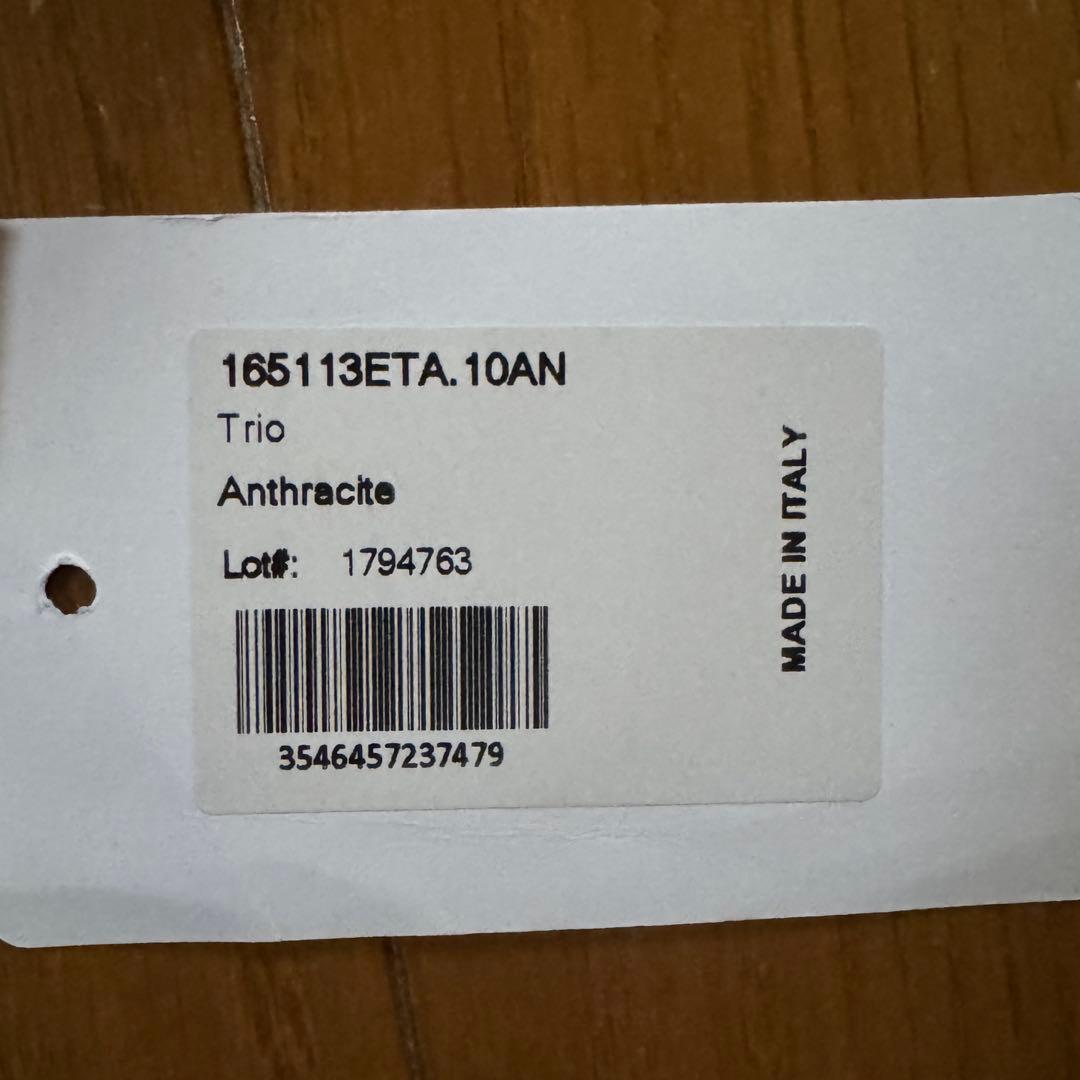 165113ETA.10AN
Trio
Anthracite
Lot#: 1794763
3546457237479
MADE IN ITALY